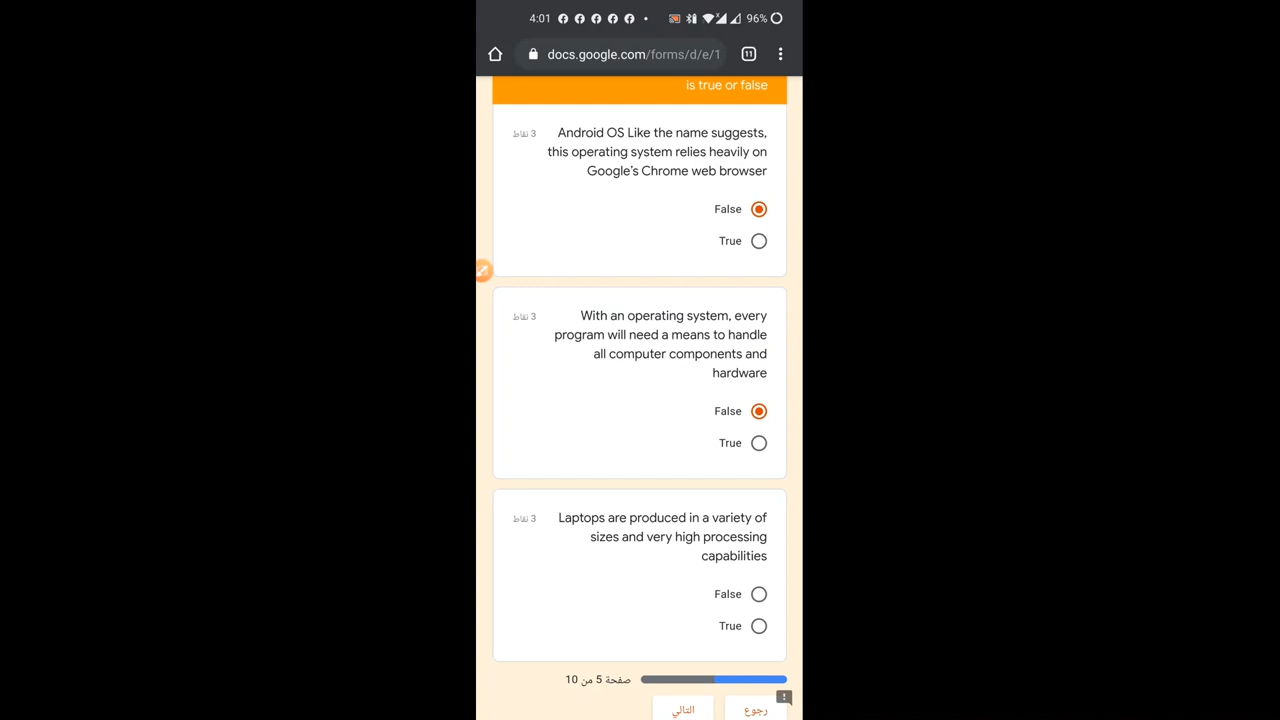 4:01
96%
docs.google.com/forms/d/e/1
11
is true or false
3 نقاط
Android OS Like the name suggests,
this operating system relies heavily on
Google's Chrome web browser
False
True
3 نقاط
With an operating system, every
program will need a means to handle
all computer components and
hardware
False
True
3 نقاط
Laptops are produced in a variety of
sizes and very high processing
capabilities
False
True
صفحة 5 من 10
رجوع
التالي